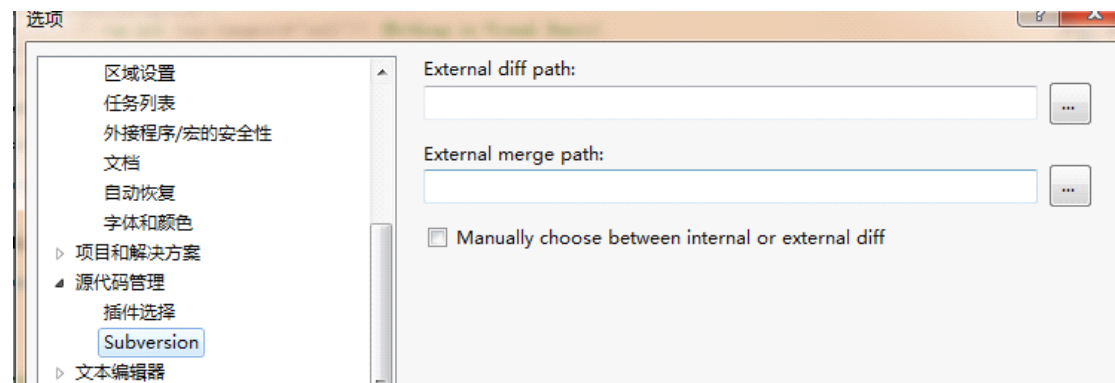 选项
区域设置
任务列表
外接程序/宏的安全性
文档
自动恢复
字体和颜色
项目和解决方案
源代码管理
插件选择
Subversion
文本编辑器
External diff path:
...
External merge path:
...
Manually choose between internal or external diff